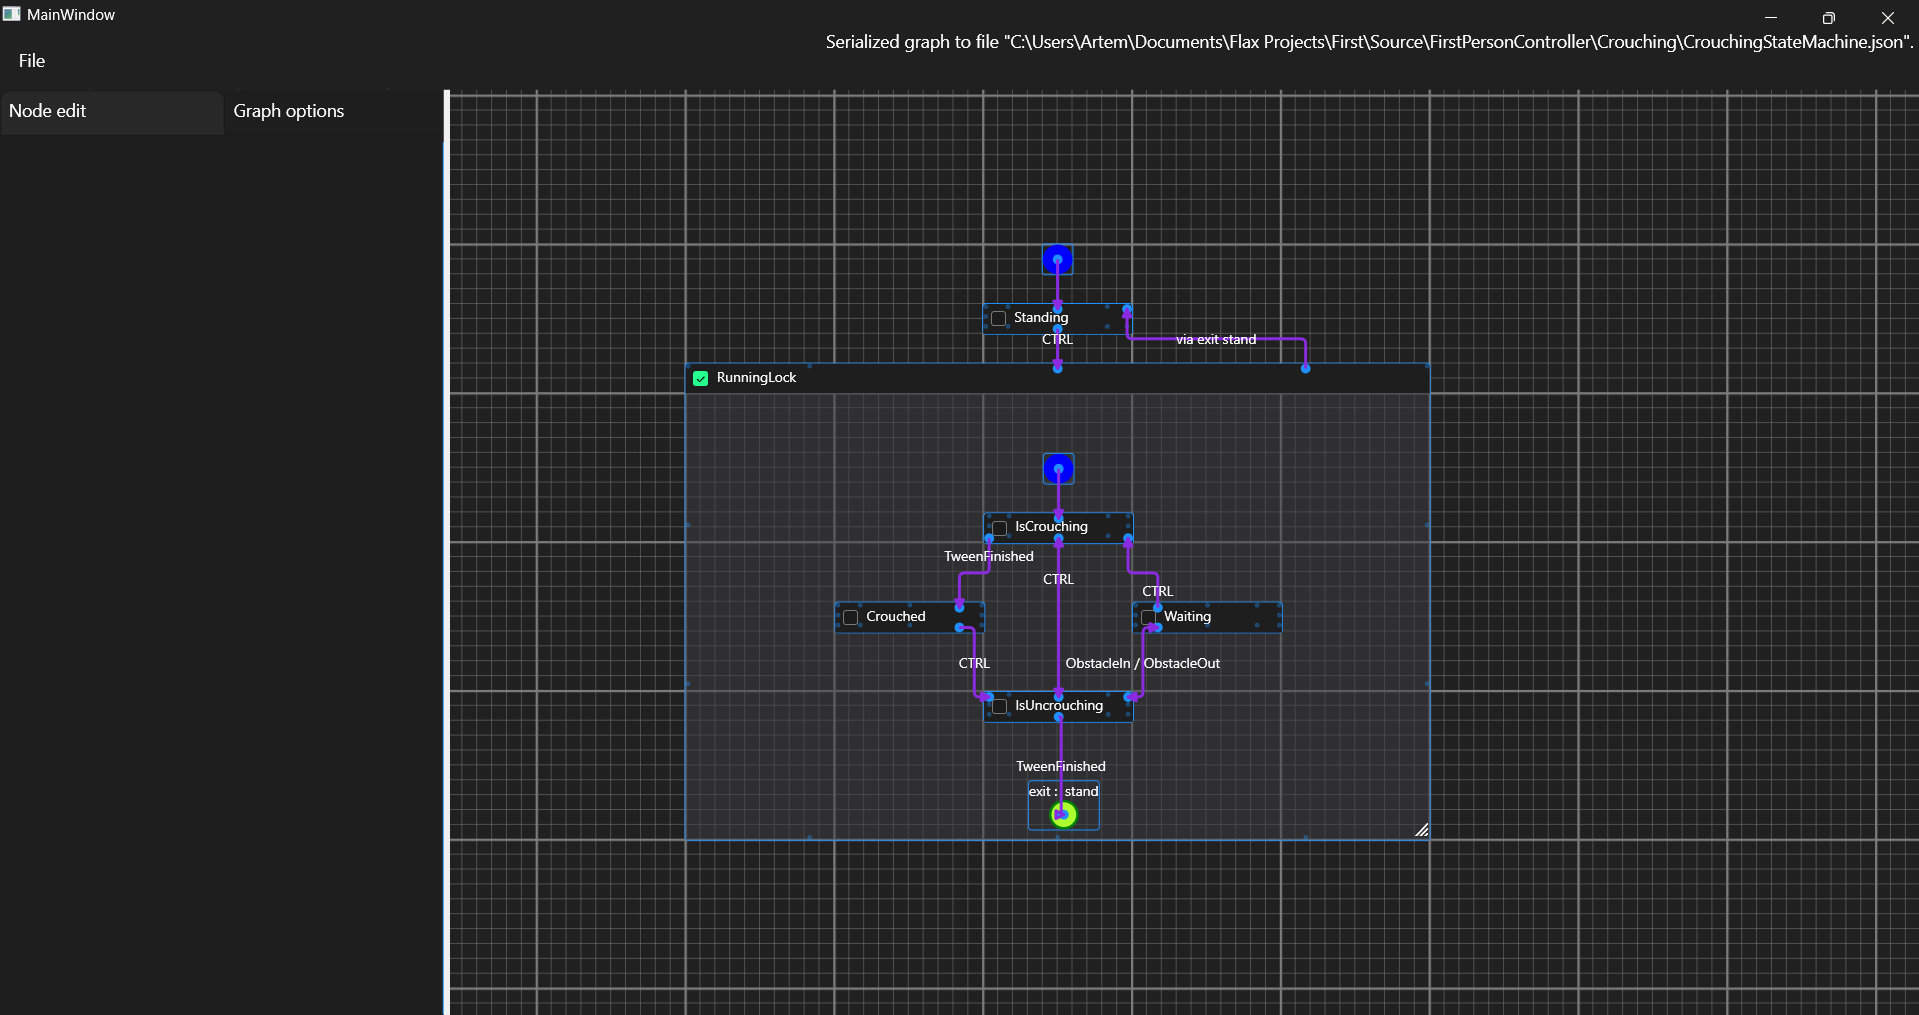 MainWindow
Serialized graph to file "C:\Users\Artem\Documents\Flax Projects\First\Source\FirstPersonController\Crouching\CrouchingStateMachine.json".
File
Node edit
Graph options
Standing
CTRL
via exit stand
RunningLock
IsCrouching
TweenFinished
CTRL
CTRL
Crouched
Waiting
CTRL
ObstacleIn / ObstacleOut
IsUncrouching
TweenFinished
exit : stand